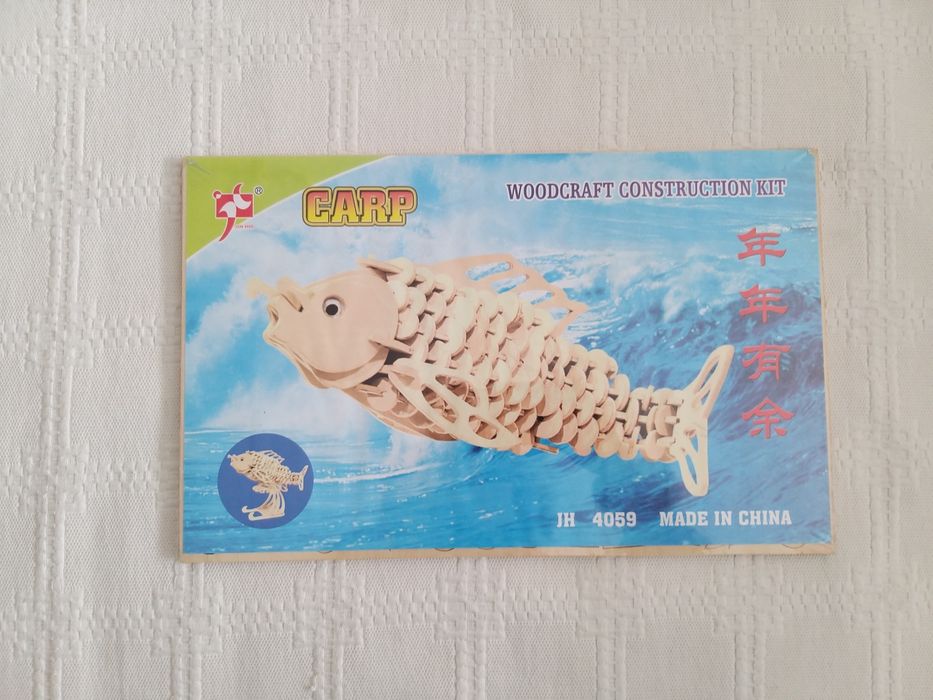 ®
CARP
WOODCRAFT CONSTRUCTION KIT
年年有余
JH 4059 MADE IN CHINA